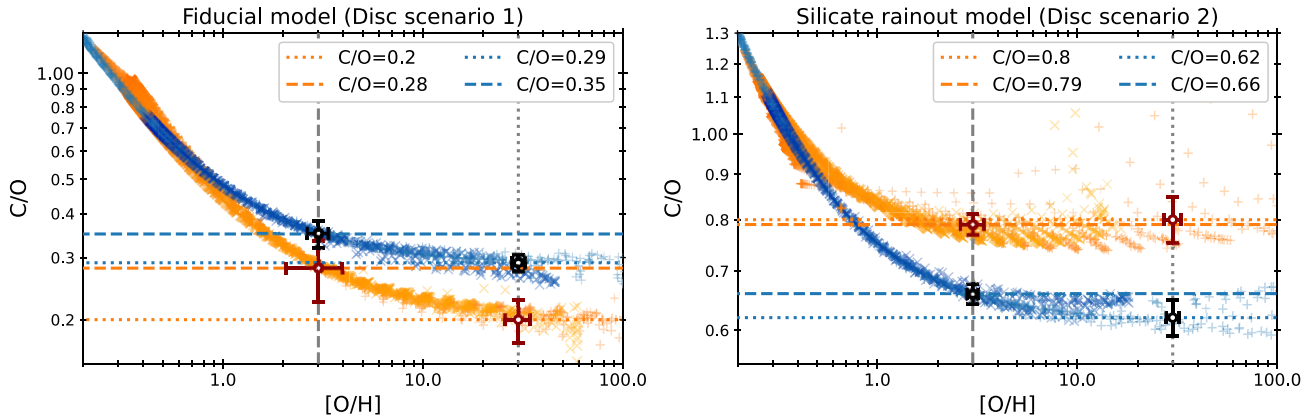 Fiducial model (Disc scenario 1)
C/O=0.2
C/O=0.28
C/O=0.29
C/O=0.35
1.00
0.9
0.8
0.7
0.6
0.5
0.4
0.3
0.2
C/O
1.0
10.0
100.0
[O/H]
Silicate rainout model (Disc scenario 2)
C/O=0.8
C/O=0.79
C/O=0.62
C/O=0.66
1.3
1.2
1.1
1.00
0.9
0.8
0.7
0.6
C/O
1.0
10.0
100.0
[O/H]